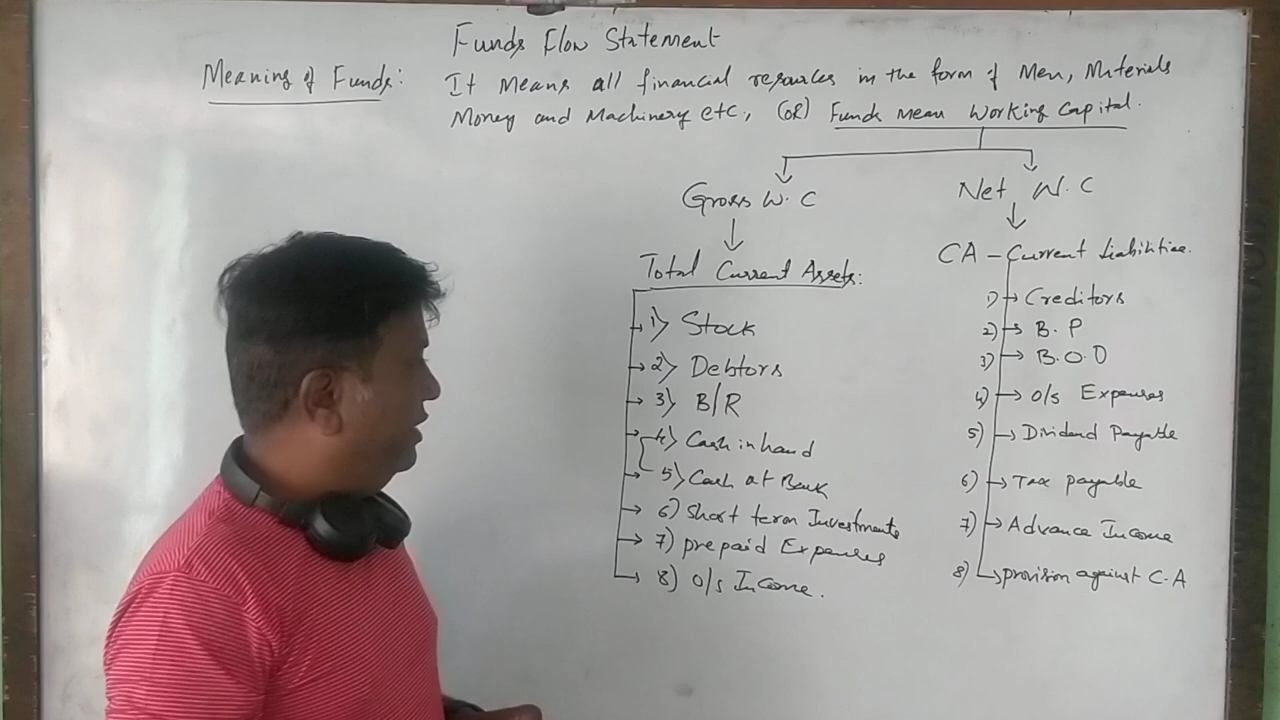 Funds Flow Statement
Meaning of Funds: It Means all financial resources in the form of Men, Materials
Money and Machinery etc, (OR) Funds mean Working Capital.
Gross W.C
Net W.C
Total Current Assets:
1) Stock
2) Debtors
3) B/R
4) Cash in hand
5) Cash at Bank
6) Short term Investments
7) prepaid Expenses
8) O/s Income.
CA - Current Liabilities.
1) Creditors
2) B.P
3) B.O.D
4) O/s Expenses
5) Dividend Payable
6) Tax payable
7) Advance Income
8) provision against C.A